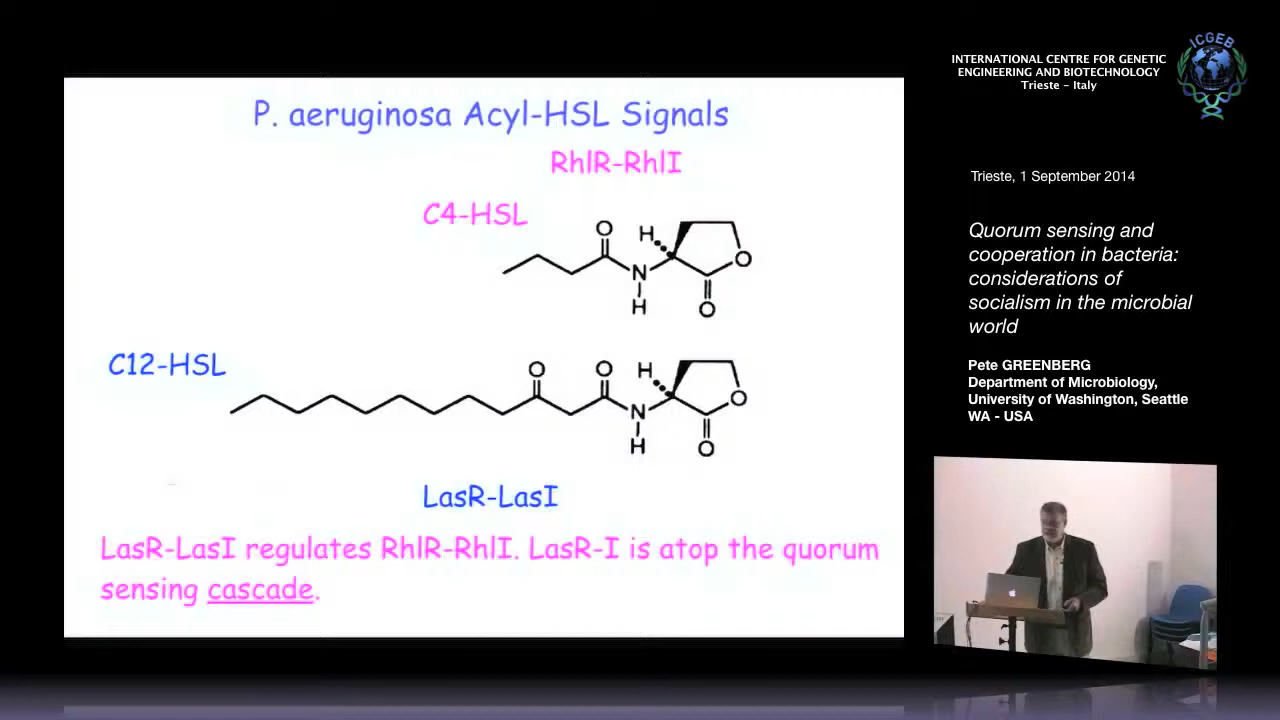 P. aeruginosa Acyl-HSL Signals
RhlR-RhlI
C4-HSL
O
H
O
N
H
O
C12-HSL
O
O
H
O
N
H
O
LasR-LasI
LasR-LasI regulates RhlR-RhlI. LasR-I is atop the quorum
sensing cascade.
INTERNATIONAL CENTRE FOR GENETIC
ENGINEERING AND BIOTECHNOLOGY
Trieste - Italy
ICGEB
Trieste, 1 September 2014
Quorum sensing and
cooperation in bacteria:
considerations of
socialism in the microbial
world
Pete GREENBERG
Department of Microbiology,
University of Washington, Seattle
WA - USA